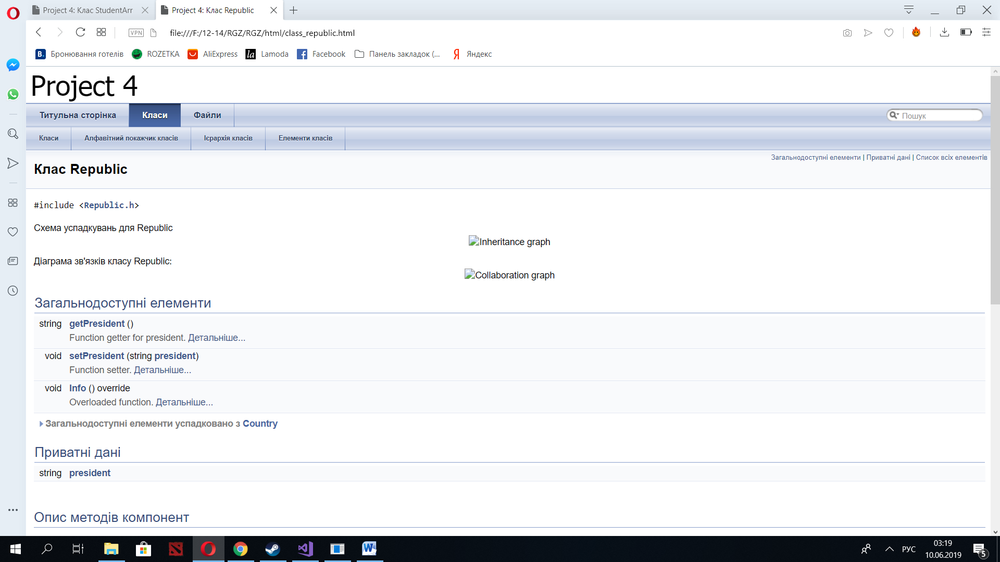 Project 4: Клас StudentArr
Project 4: Клас Republic
VPN
file:///F:/12-14/RGZ/RGZ/html/class_republic.html
B.
Бронювання готелів
ROZETKA
AliExpress
la
Lamoda
Facebook
Панель закладок (...
Я
Яндекс
Project 4
Титульна сторінка
Класи
Файли
Пошук
Класи
Алфавітний покажчик класів
Ієрархія класів
Елементи класів
Загальнодоступні елементи | Приватні дані | Список всіх елементів
Клас Republic
#include <Republic.h>
Схема успадкувань для Republic
Inheritance graph
Діаграма зв'язків класу Republic:
Collaboration graph
Загальнодоступні елементи
string getPresident ()
Function getter for president. Детальніше...
void setPresident (string president)
Function setter. Детальніше...
void Info () override
Overloaded function. Детальніше...
Загальнодоступні елементи успадковано з Country
Приватні дані
string president
Опис методів компонент
РУС
03:19
10.06.2019
5